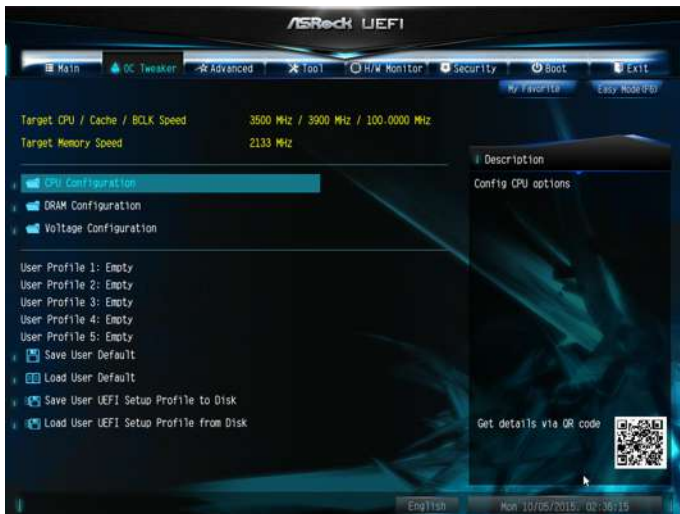 ASRock UEFI
Main OC Tweaker Advanced Tool H/W Monitor Security Boot Exit
My Favorite Easy Mode(F6)
Target CPU / Cache / BCLK Speed 3500 MHz / 3900 MHz / 100.0000 MHz
Target Memory Speed 2133 MHz
Description
CPU Configuration
Config CPU options
DRAM Configuration
Voltage Configuration
User Profile 1: Empty
User Profile 2: Empty
User Profile 3: Empty
User Profile 4: Empty
User Profile 5: Empty
Save User Default
Load User Default
Save User UEFI Setup Profile to Disk
Load User UEFI Setup Profile from Disk
Get details via QR code
English Mon 10/05/2015, 02:36:15